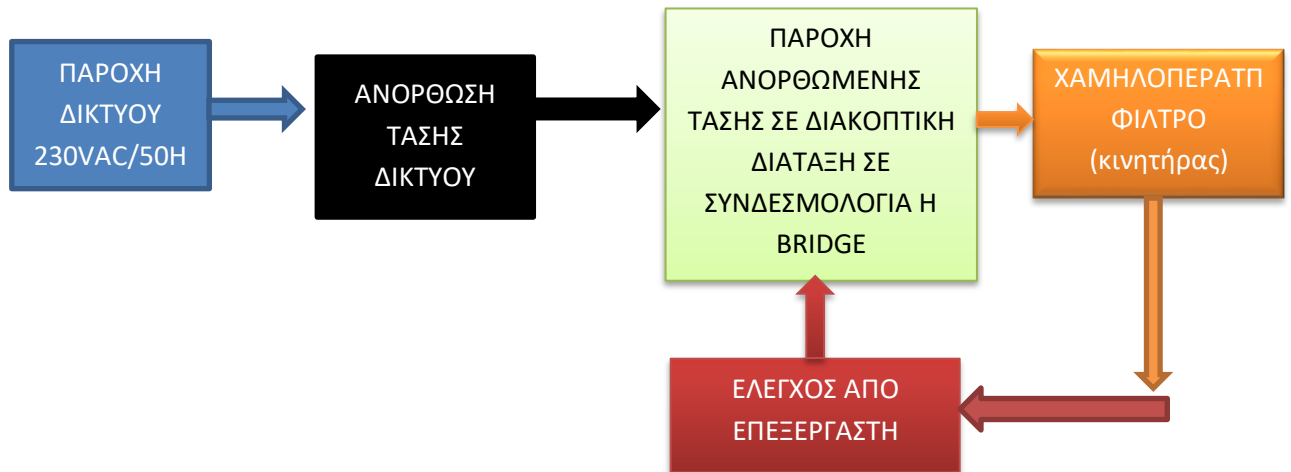 ΠΑΡΟΧΗ
ΔΙΚΤΥΟΥ
230VAC/50H
ΑΝΟΡΘΩΣΗ
ΤΑΣΗΣ
ΔΙΚΤΥΟΥ
ΠΑΡΟΧΗ
ΑΝΟΡΘΩΜΕΝΗΣ
ΤΑΣΗΣ ΣΕ ΔΙΑΚΟΠΤΙΚΗ
ΔΙΑΤΑΞΗ ΣΕ
ΣΥΝΔΕΣΜΟΛΟΓΙΑ Η
BRIDGE
ΧΑΜΗΛΟΠΕΡΑΤΠ
ΦΙΛΤΡΟ
(κινητήρας)
ΕΛΕΓΧΟΣ ΑΠΟ
ΕΠΕΞΕΡΓΑΣΤΗ